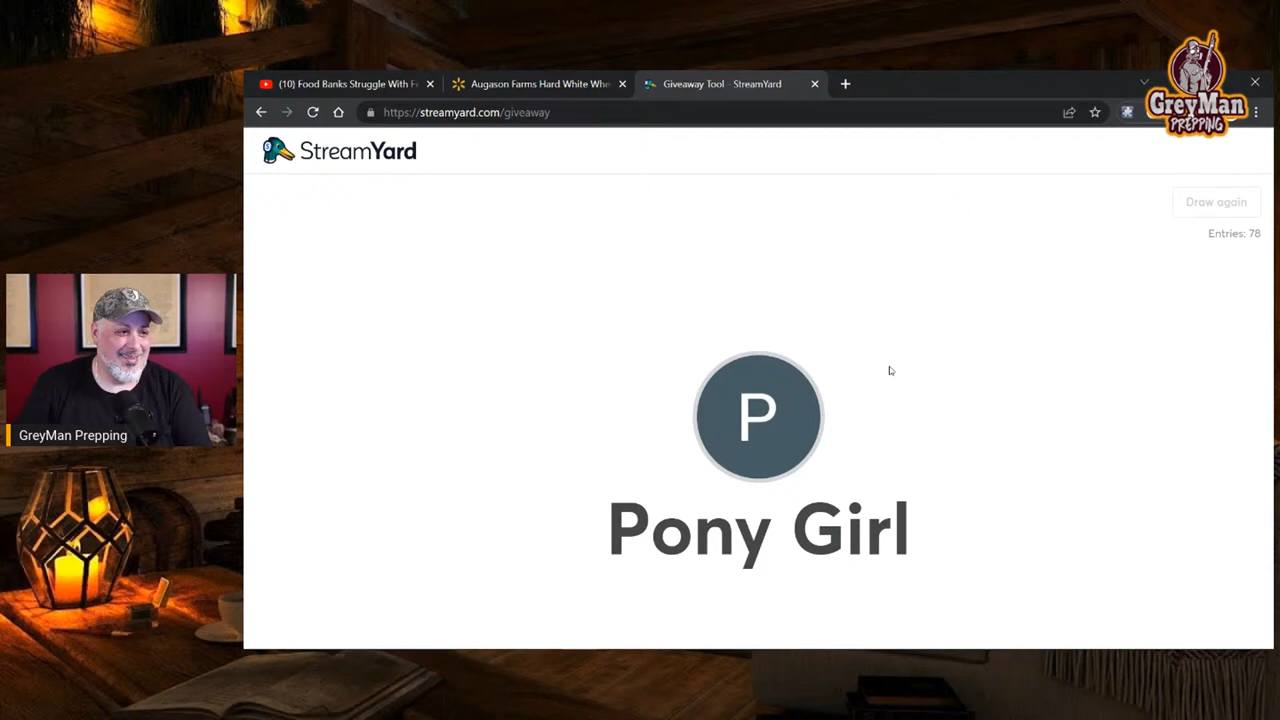 GreyMan
PREPPING
(10) Food Banks Struggle With F
Augason Farms Hard White Whe
Giveaway Tool - StreamYard
https://streamyard.com/giveaway
StreamYard
Draw again
Entries: 78
P
Pony Girl
GreyMan Prepping